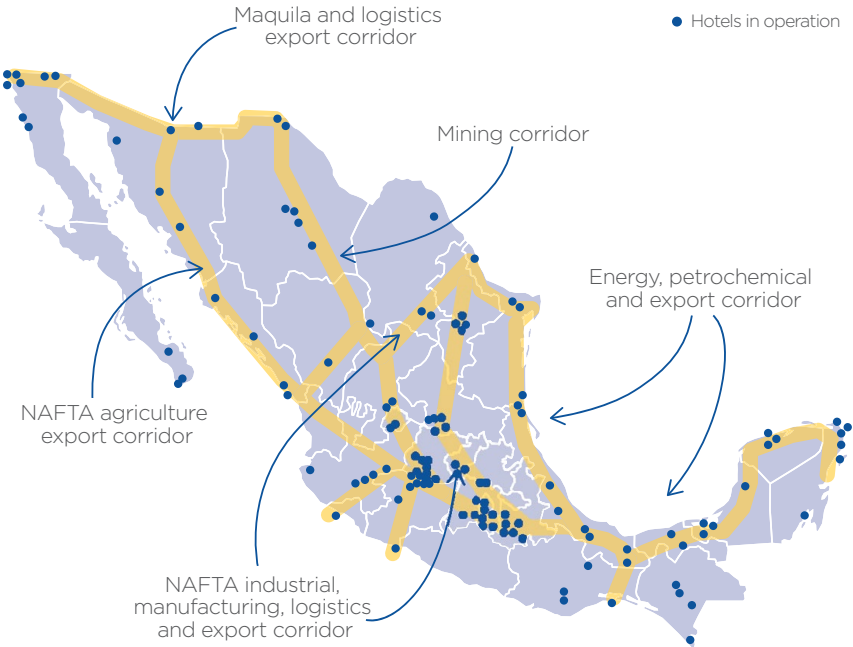 Maquila and logistics
export corridor
Hotels in operation
Mining corridor
Energy, petrochemical
and export corridor
NAFTA agriculture
export corridor
NAFTA industrial,
manufacturing, logistics
and export corridor